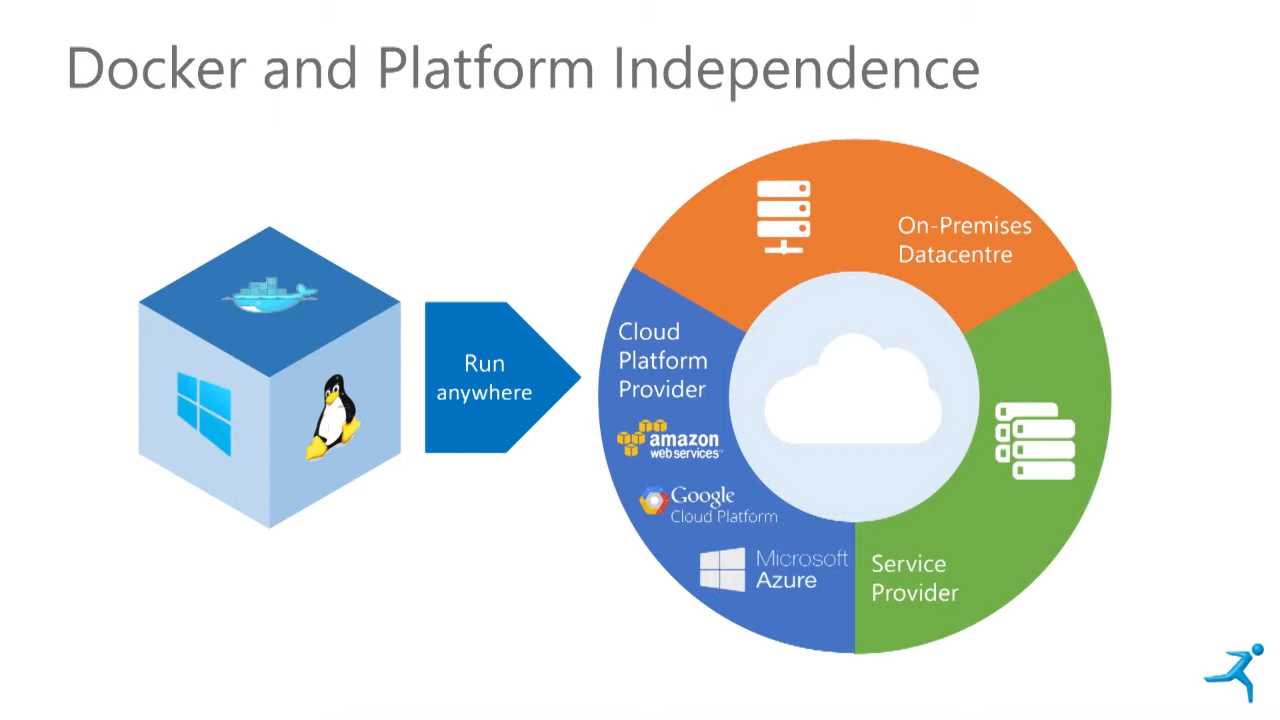 Docker and Platform Independence
Run
anywhere
On-Premises
Datacentre
Cloud
Platform
Provider
amazon
web services™
Google
Cloud Platform
Microsoft
Azure
Service
Provider